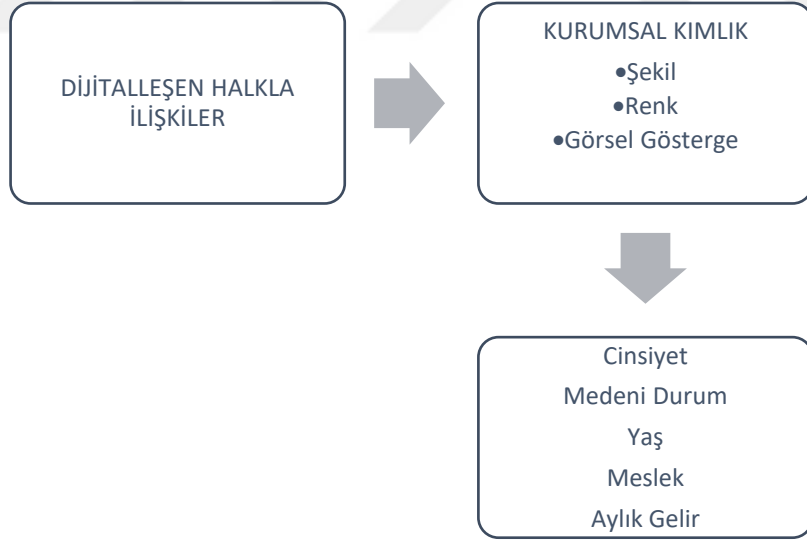 DİJİTALLEŞEN HALKLA
İLİŞKİLER
KURUMSAL KIMLIK
•Şekil
•Renk
•Görsel Gösterge
Cinsiyet
Medeni Durum
Yaş
Meslek
Aylık Gelir